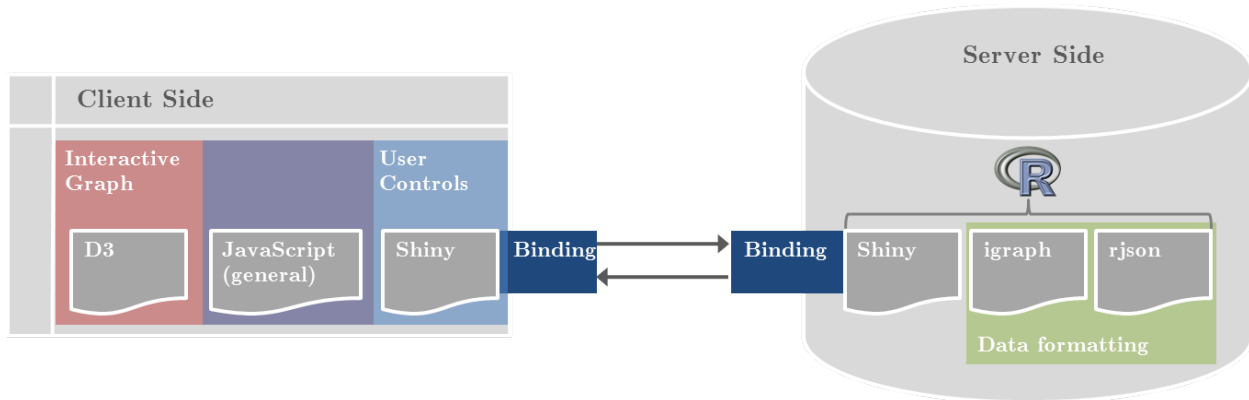 Server Side
Client Side
Interactive
Graph
User
Controls
R
D3
JavaScript
(general)
Shiny
Binding
Binding
Shiny
igraph
rjson
Data formatting